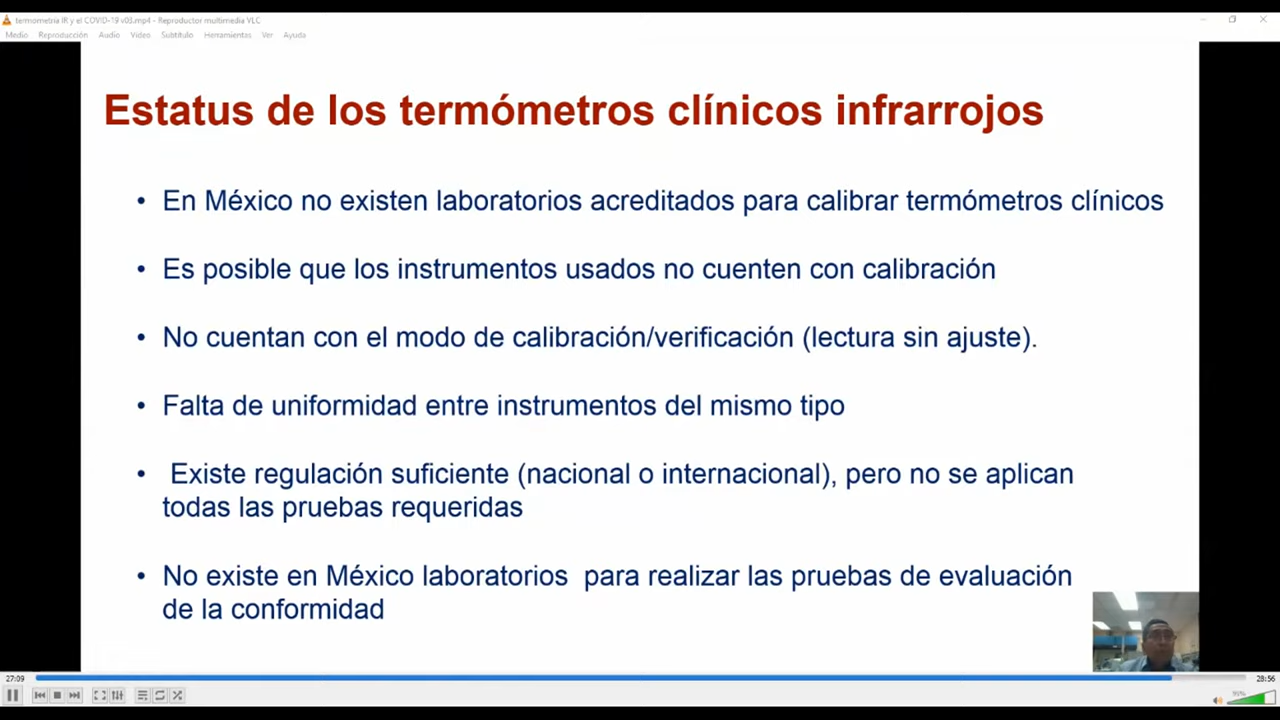 termometria IR y el COVID-19 v03.mp4 - Reproductor multimedia VLC
Medio Reproducción Audio Vídeo Subtítulo Herramientas Ver Ayuda
Estatus de los termómetros clínicos infrarrojos
• En México no existen laboratorios acreditados para calibrar termómetros clínicos
• Es posible que los instrumentos usados no cuenten con calibración
• No cuentan con el modo de calibración/verificación (lectura sin ajuste).
• Falta de uniformidad entre instrumentos del mismo tipo
• Existe regulación suficiente (nacional o internacional), pero no se aplican
todas las pruebas requeridas
• No existe en México laboratorios para realizar las pruebas de evaluación
de la conformidad
27:09 28:56